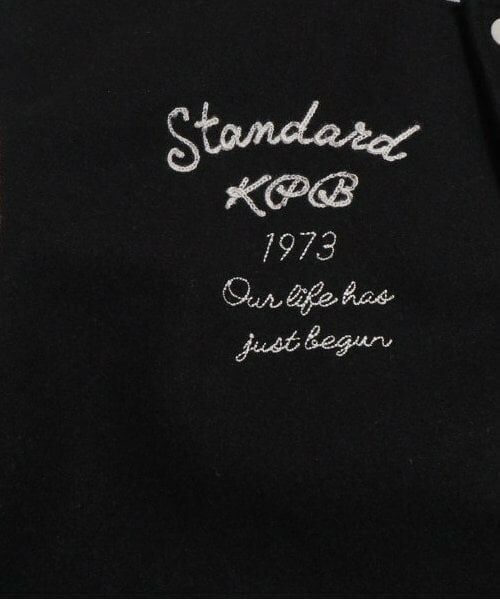 Standard
KPB
1973
Our life has
just begun